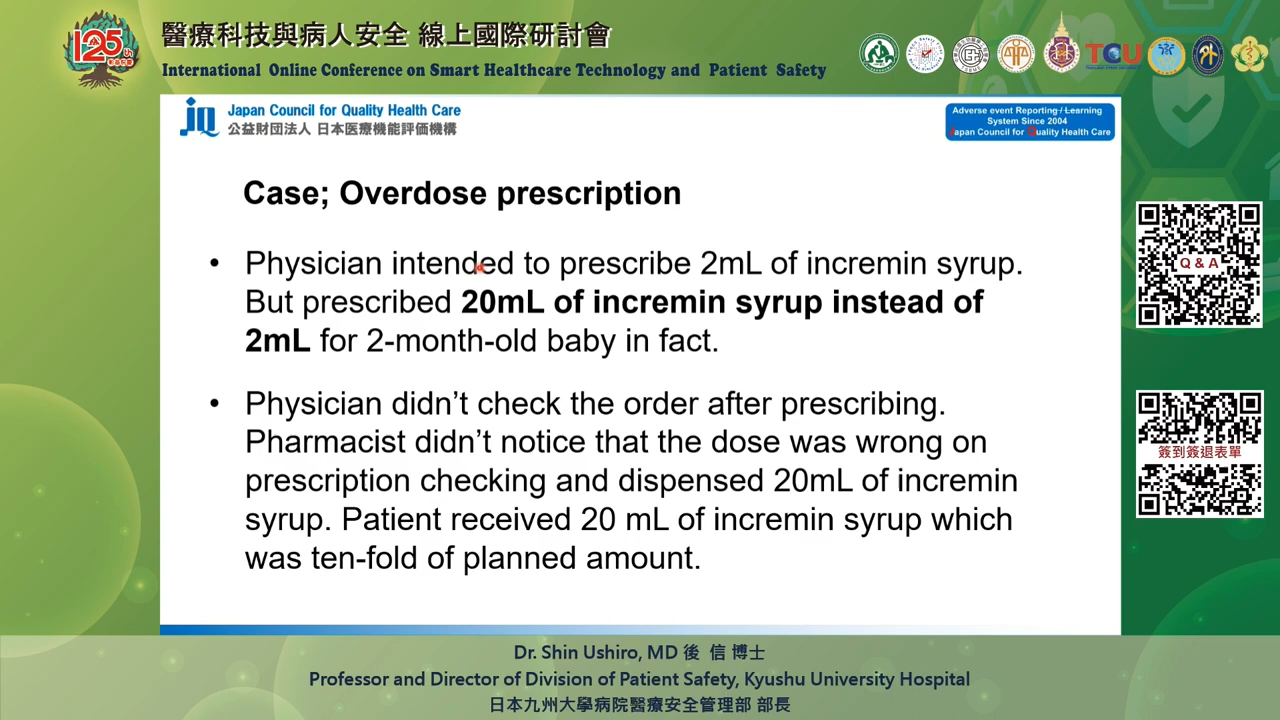 125th
醫療科技與病人安全 線上國際研討會
International Online Conference on Smart Healthcare Technology and Patient Safety
TCU
jq
Japan Council for Quality Health Care
公益財団法人 日本医療機能評価機構
Adverse event Reporting/Learning
System Since 2004
Japan Council for Quality Health Care
Case; Overdose prescription
• Physician intended to prescribe 2mL of incremin syrup.
But prescribed 20mL of incremin syrup instead of
2mL for 2-month-old baby in fact.
• Physician didn’t check the order after prescribing.
Pharmacist didn’t notice that the dose was wrong on
prescription checking and dispensed 20mL of incremin
syrup. Patient received 20 mL of incremin syrup which
was ten-fold of planned amount.
Q & A
簽到簽退表單
Dr. Shin Ushiro, MD 後 信 博士
Professor and Director of Division of Patient Safety, Kyushu University Hospital
日本九州大學病院醫療安全管理部 部長